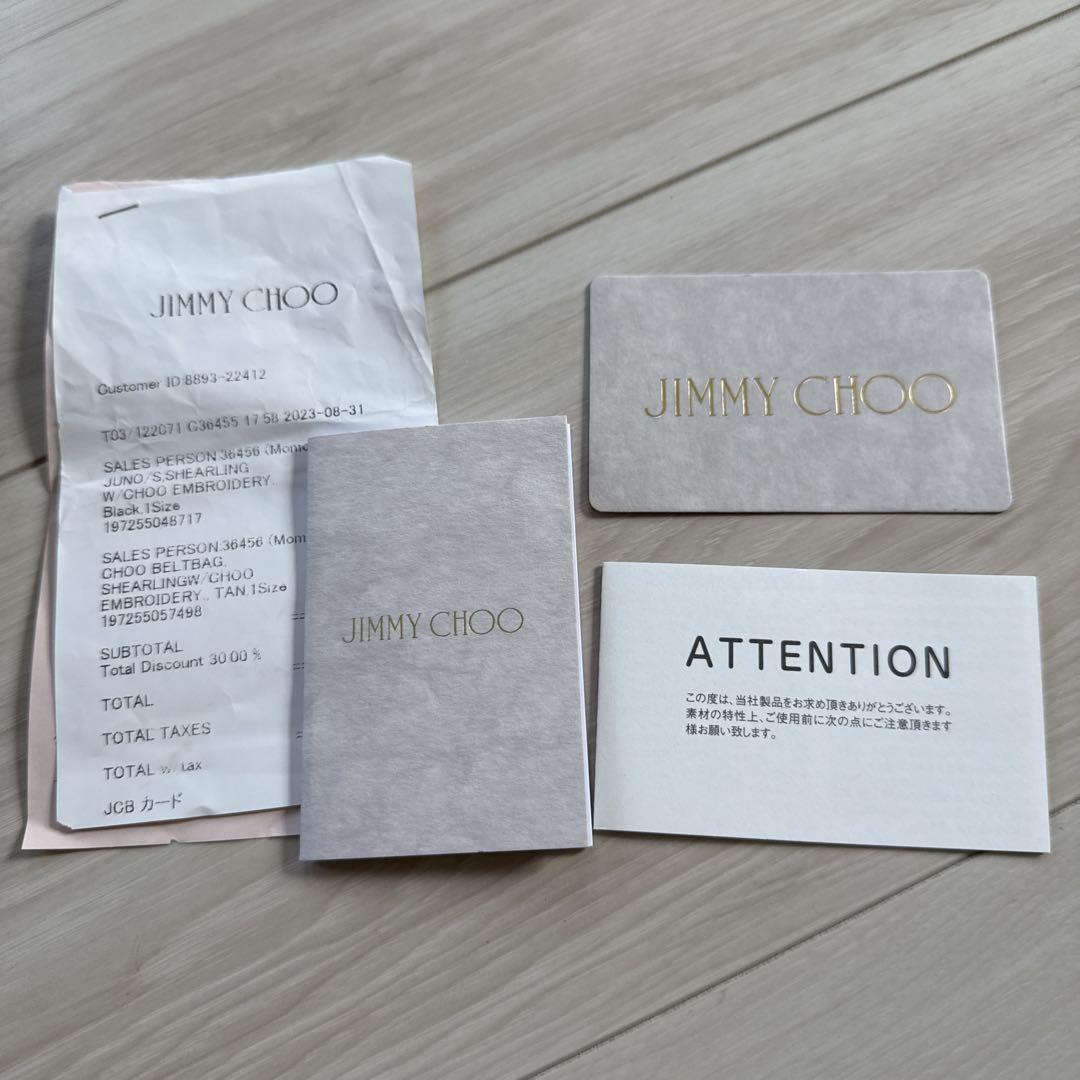 JIMMY CHOO
Customer ID:8893-22412
T03/122071 C36455 17:58 2023-08-31
SALES PERSON:36456 (Mom
JUNO/S,SHEARLING
W/CHOO EMBROIDERY.,
Black,1Size
197255048717
SALES PERSON:36456 (Mom
CHOO BELTBAG,
SHEARLINGW/CHOO
EMBROIDERY., TAN,1Size
197255057498
SUBTOTAL
Total Discount 30.00 %
TOTAL
TOTAL TAXES
TOTAL w/tax
JCB カード
JIMMY CHOO
JIMMY CHOO
ATTENTION
この度は、当社製品をお求め頂きありがとうございます。
素材の特性上、ご使用前に次の点にご注意頂きます
様お願い致します。